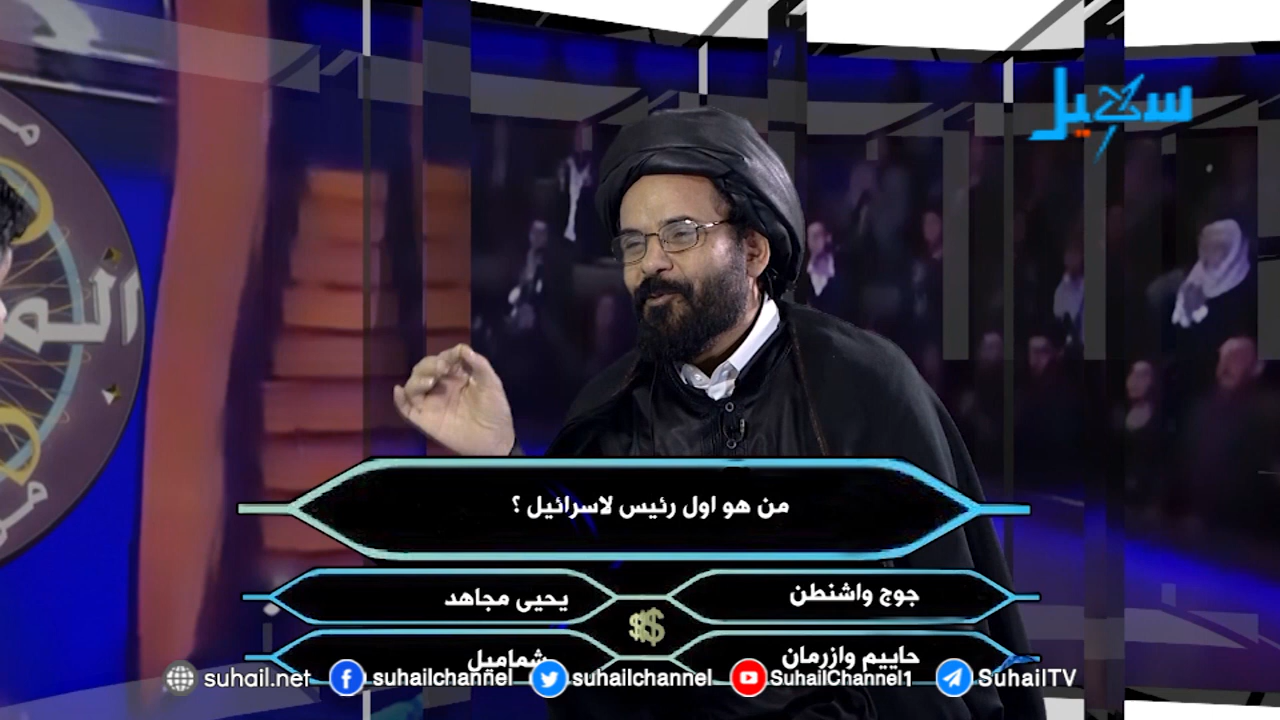 سهيل
من هو اول رئيس لاسرائيل ؟
جوج واشنطن
يحيى مجاهد
حاييم وازرمان
شماميل
$$
suhail.net
suhailchannel
suhailchannel
SuhailChannel1
SuhailTV